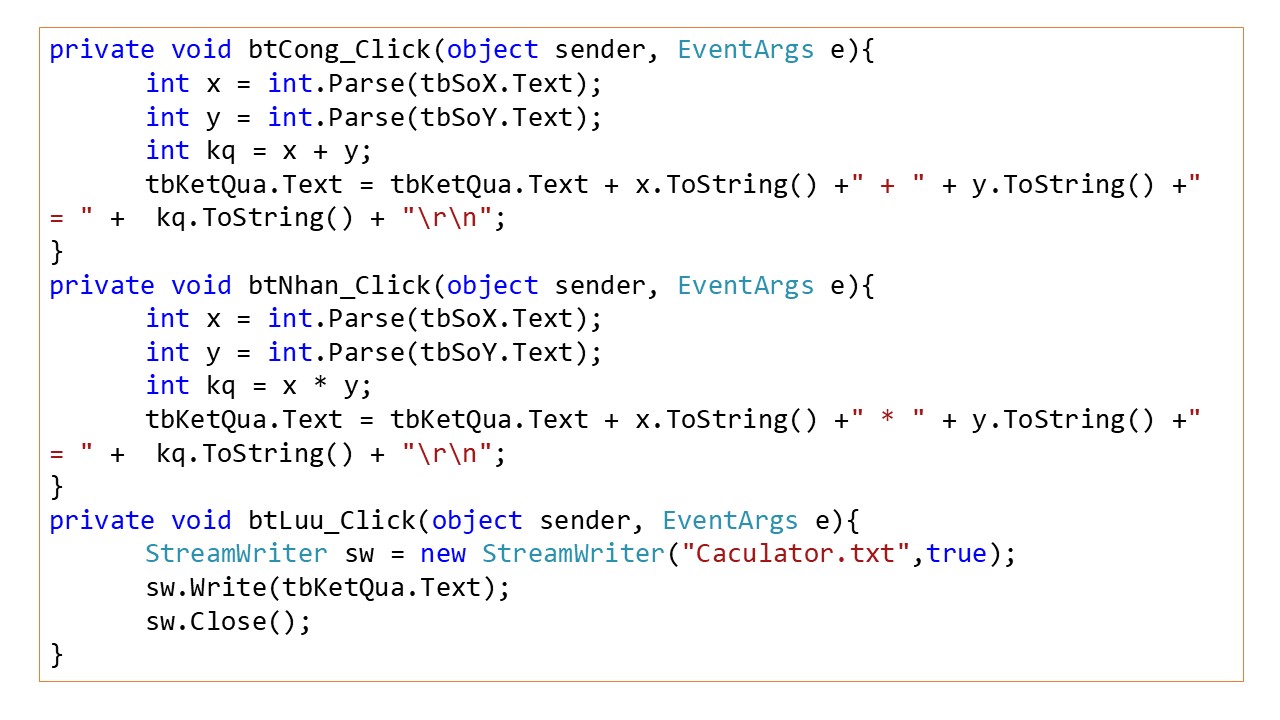 private void btCong_Click(object sender, EventArgs e){
int x = int.Parse(tbSoX.Text);
int y = int.Parse(tbSoY.Text);
int kq = x + y;
tbKetQua.Text = tbKetQua.Text + x.ToString() +" + " + y.ToString() +"
= " +  kq.ToString() + "\r\n";
}
private void btNhan_Click(object sender, EventArgs e){
int x = int.Parse(tbSoX.Text);
int y = int.Parse(tbSoY.Text);
int kq = x * y;
tbKetQua.Text = tbKetQua.Text + x.ToString() +" * " + y.ToString() +"
= " +  kq.ToString() + "\r\n";
}
private void btLuu_Click(object sender, EventArgs e){
StreamWriter sw = new StreamWriter("Caculator.txt",true);
sw.Write(tbKetQua.Text);
sw.Close();
}